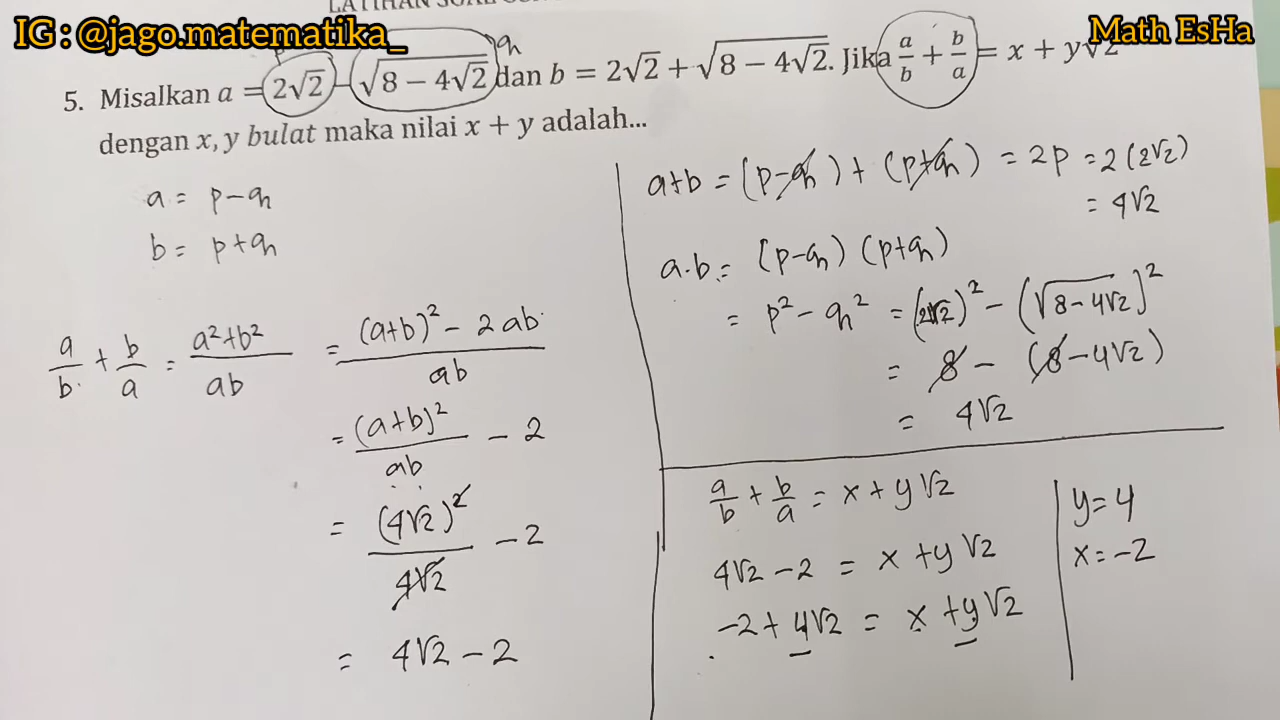 LATIHAN SOAL
IG : @jago.matematika_
Math EsHa
5. Misalkan a = 2√2 − √(8 − 4√2) dan b = 2√2 + √(8 − 4√2). Jika a/b + b/a = x + y√2
dengan x, y bulat maka nilai x + y adalah...
a = p − q
b = p + q
a/b + b/a = (a² + b²)/ab = ((a+b)² − 2ab)/ab
= (a+b)²/ab − 2
= (4√2)²/4√2 − 2
= 4√2 − 2
a+b = (p−q) + (p+q) = 2p = 2(2√2)
= 4√2
a.b = (p−q) (p+q)
= p² − q² = (2√2)² − (√(8−4√2))²
= 8 − (8−4√2)
= 4√2
a/b + b/a = x + y√2
4√2 − 2 = x + y√2
−2 + 4√2 = x + y√2
y = 4
x = −2